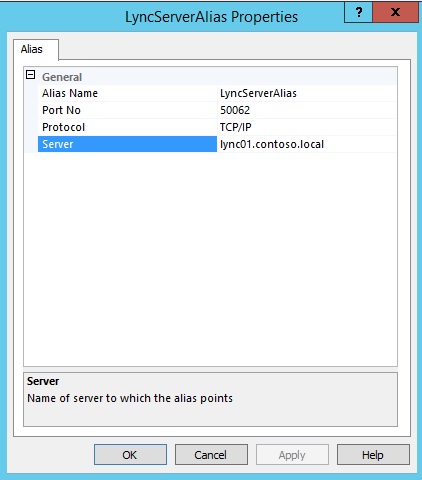 LyncServerAlias Properties
? x
Alias
General
Alias Name LyncServerAlias
Port No 50062
Protocol TCP/IP
Server lync01.contoso.local
Server
Name of server to which the alias points
OK Cancel Apply Help